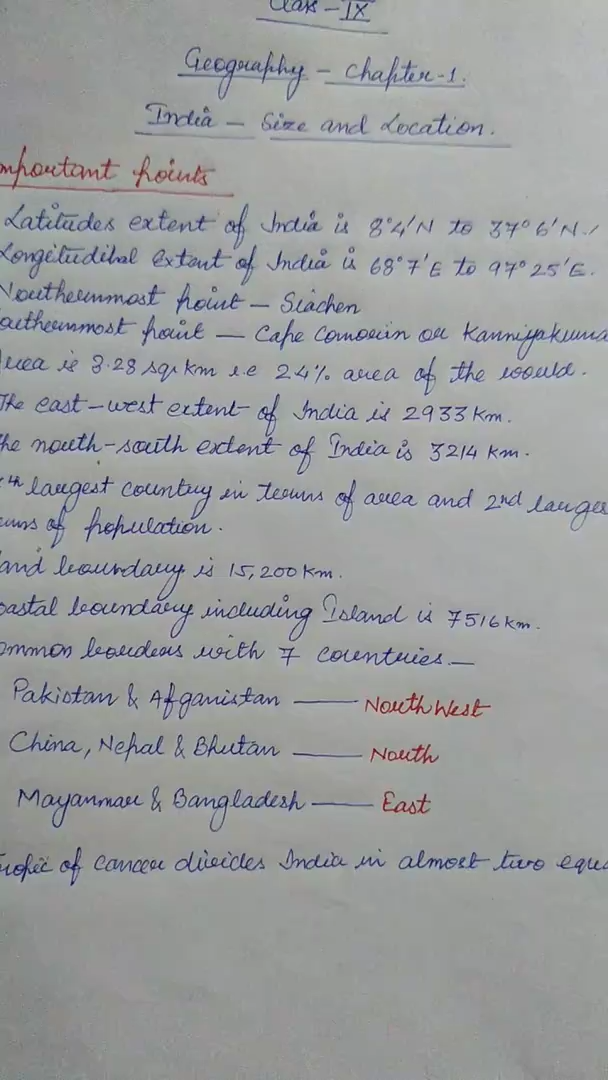 Class - IX
Geography - Chapter-1.
India - Size and Location.
mportant points
Latitudes extent of India is 8°4'N to 37°6'N.
Longitudibal extent of India is 68°7'E to 97°25'E.
Northernmost point - Siachen
outhernmost point - Cape Comorin or Kanniyakuma
Area is 3.28 sq. km i.e 2.4% area of the would.
The east-west extent of India is 2933 Km.
he north-south extent of India is 3214 km.
th largest country in terms of area and 2nd larges
rms of population.
and boundary is 15,200 Km.
oastal boundary including Island is 7516 km.
ommon borders with 7 countries—
Pakistan & Afganistan — North West
China, Nepal & Bhutan — North
Mayanmar & Bangladesh — East
ropic of cancer divides India in almost two equa